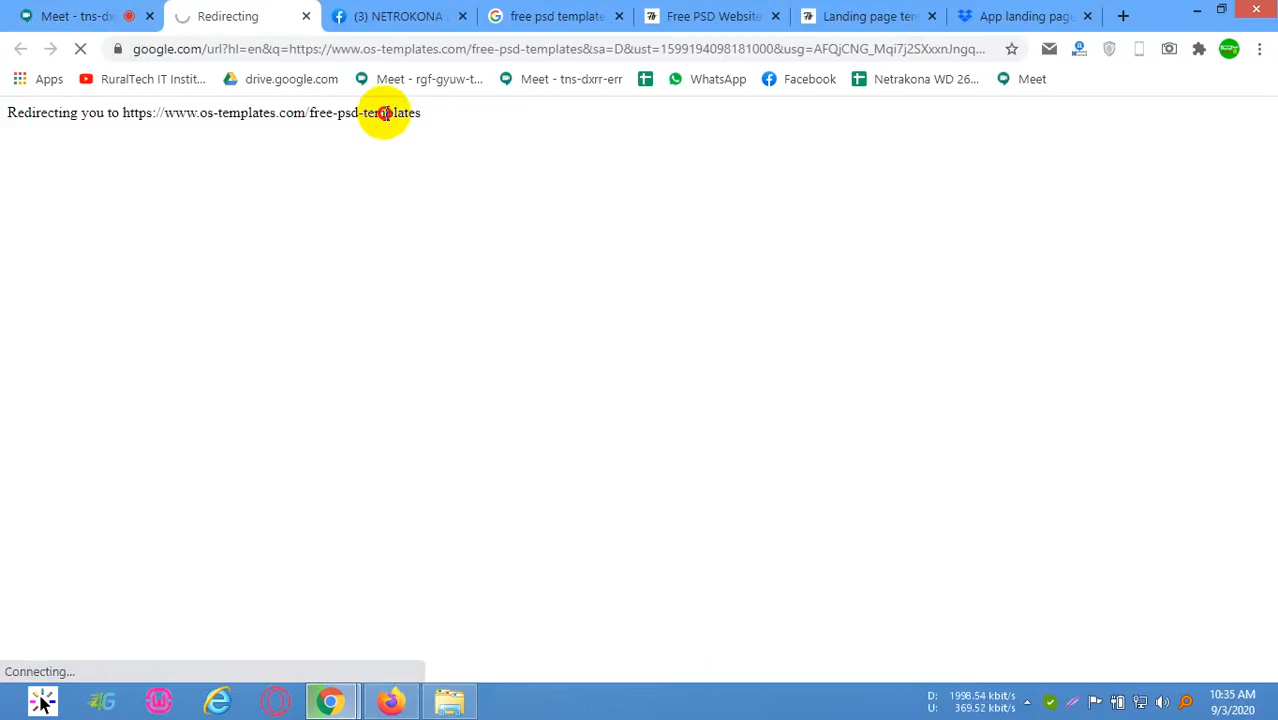 Meet - tns-dx
Redirecting
(3) NETROKONA
free psd template
Free PSD Website
Landing page ten
App landing page
google.com/url?hl=en&q=https://www.os-templates.com/free-psd-templates&sa=D&ust=1599194098181000&usg=AFQjCNG_Mqi7j2SXxxnJngq...
Apps
RuralTech IT Instit...
drive.google.com
Meet - rgf-gyuw-t...
Meet - tns-dxrr-err
WhatsApp
Facebook
Netrakona WD 26...
Meet
Redirecting you to https://www.os-templates.com/free-psd-templates
Connecting...
D: 1998.54 kbit/s
U: 369.52 kbit/s
10:35 AM
9/3/2020